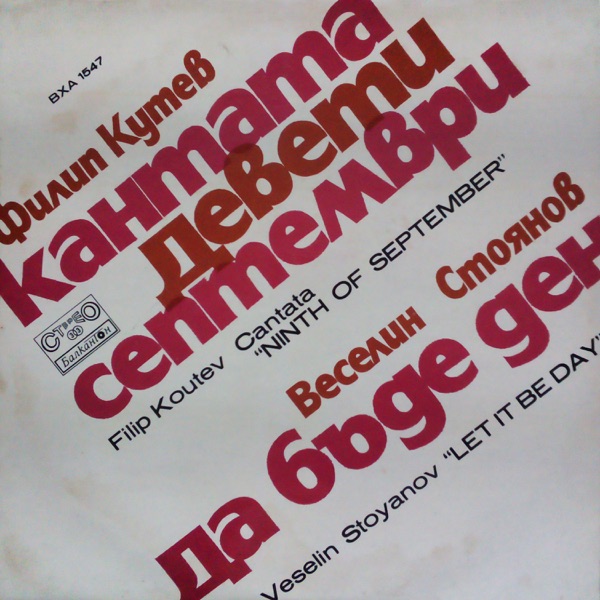 ВХА 1547
Филип Кутев
кантата
девети
септември
Filip Koutev Cantata
"NINTH OF SEPTEMBER"
СТЕРЕО
Балкантон
Веселин Стоянов
да бъде ден
Veselin Stoyanov "LET IT BE DAY"